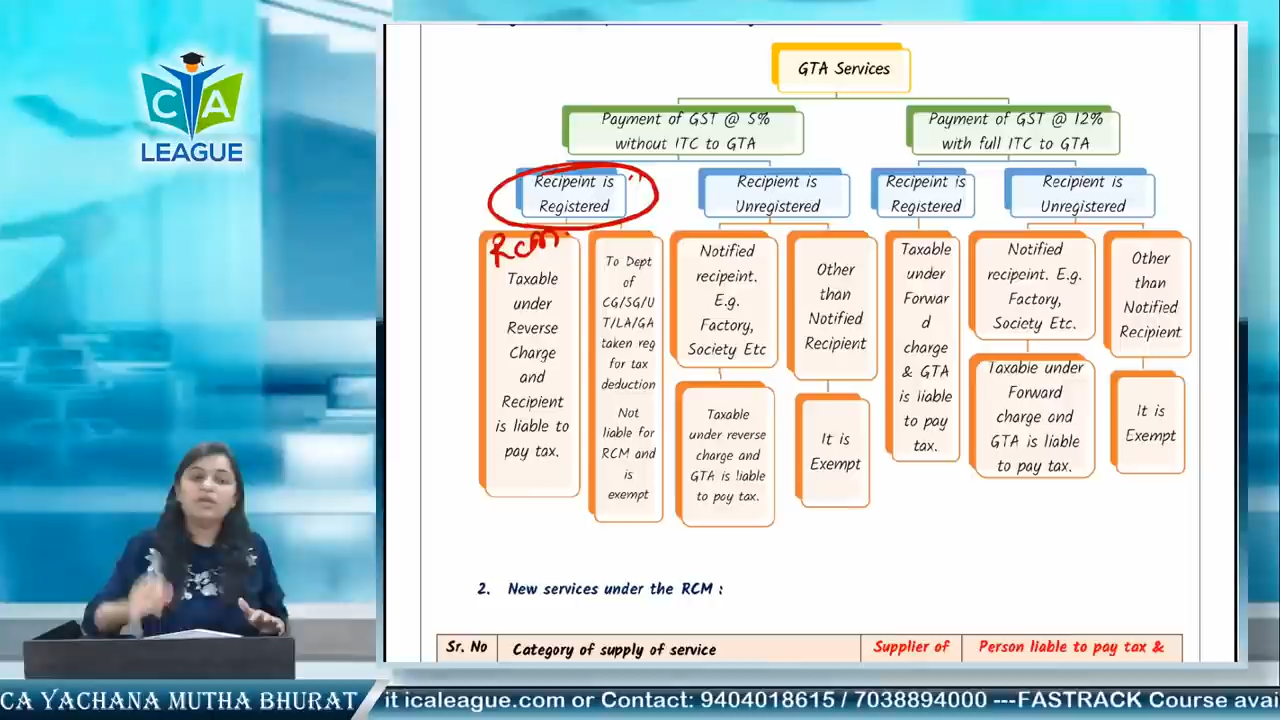 C A
LEAGUE
GTA Services
Payment of GST @ 5%
without ITC to GTA
Payment of GST @ 12%
with full ITC to GTA
Recipeint is
Registered
Recipient is
Unregistered
Recipeint is
Registered
Recipient is
Unregistered
RCM.
Taxable
under
Reverse
Charge
and
Recipient
is liable to
pay tax.
To Dept
of
CG/SG/U
T/LA/GA
taken reg
for tax
deduction
Not
liable for
RCM and
is
exempt
Notified
recipeint.
E.g.
Factory,
Society Etc
Taxable
under reverse
charge and
GTA is liable
to pay tax.
Other
than
Notified
Recipient
It is
Exempt
Taxable
under
Forwar
d
charge
& GTA
is liable
to pay
tax.
Notified
recipeint. E.g.
Factory,
Society Etc.
Taxable under
Forward
charge and
GTA is liable
to pay tax.
Other
than
Notified
Recipient
It is
Exempt
2. New services under the RCM :
Sr. No Category of supply of service Supplier of Person liable to pay tax &
CA YACHANA MUTHA BHURAT it icaleague.com or Contact: 9404018615 / 7038894000 ---FASTRACK Course avai